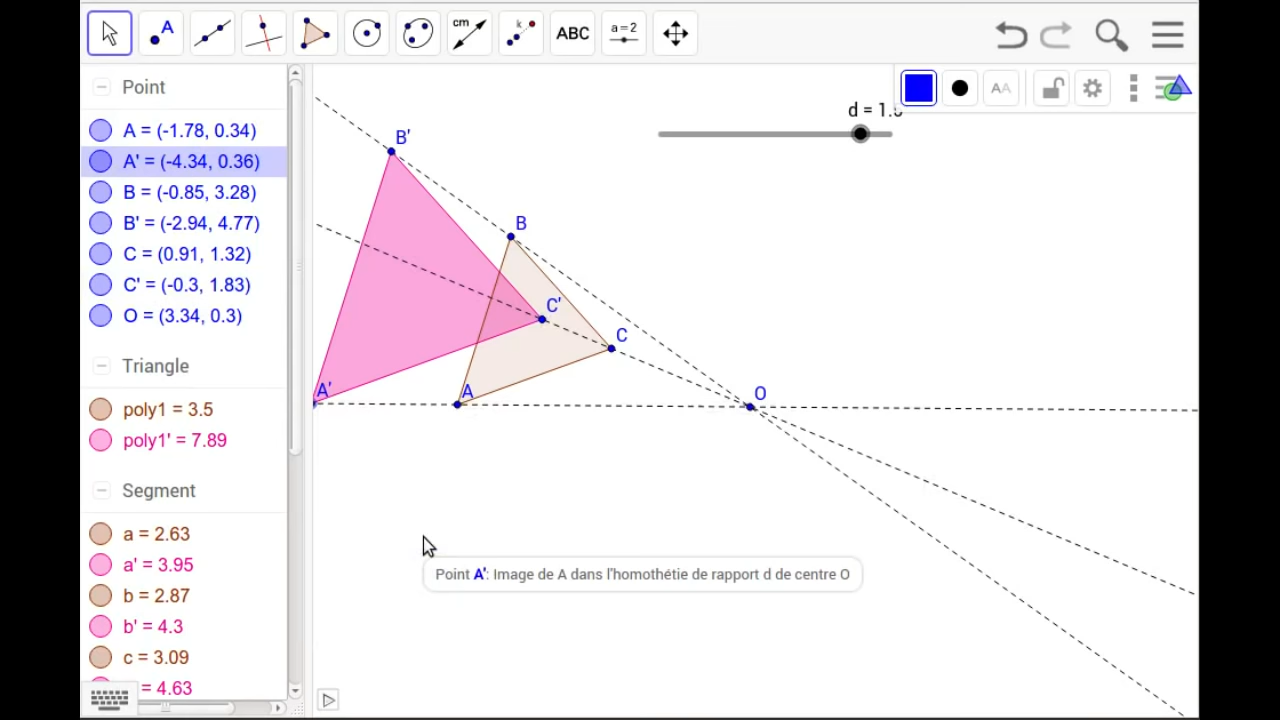 A
cm
k
ABC
a=2
AA
Point
A = (-1.78, 0.34)
A' = (-4.34, 0.36)
B = (-0.85, 3.28)
B' = (-2.94, 4.77)
C = (0.91, 1.32)
C' = (-0.3, 1.83)
O = (3.34, 0.3)
Triangle
poly1 = 3.5
poly1' = 7.89
Segment
a = 2.63
a' = 3.95
b = 2.87
b' = 4.3
c = 3.09
= 4.63
d = 1.
B'
B
C'
C
A'
A
O
Point A': Image de A dans l'homothétie de rapport d de centre O